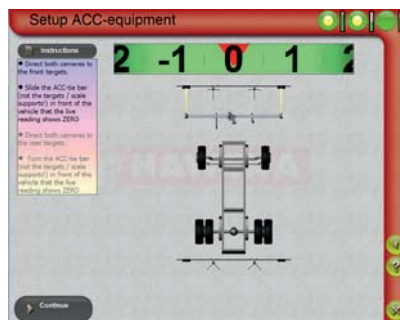 Setup ACC-equipment
Instructions
2 -1 0 1 2
• Direct both cameras to
the front targets.
• Slide the ACC-tie bar
(not the targets / scale
supports!) in front of the
vehicle that the live
reading shows ZERO
• Direct both cameras to
the rear targets.
• Turn the ACC-tie bar
(not the targets / scale
supports!) in front of the
vehicle that the live
reading shows ZERO
HAWEKA
Continue
?